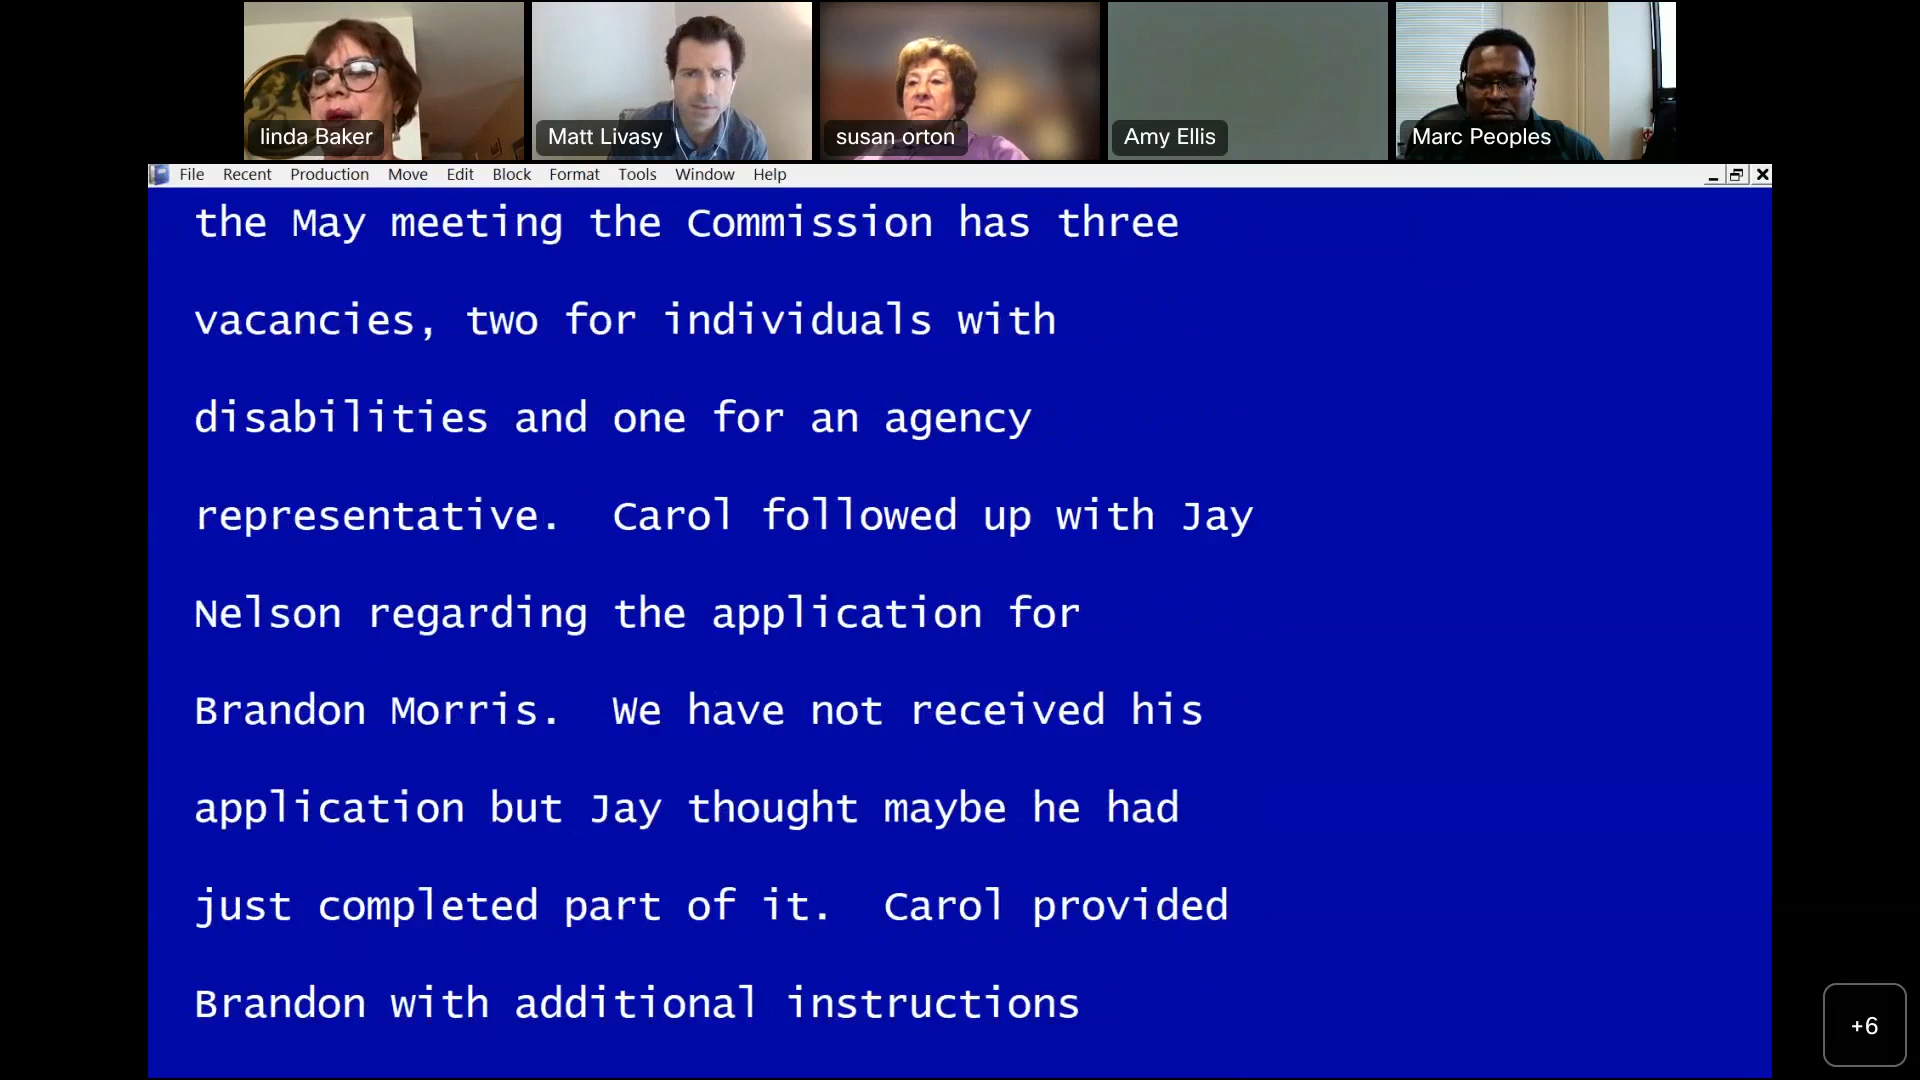 linda Baker
Matt Livasy
susan orton
Amy Ellis
Marc Peoples
File Recent Production Move Edit Block Format Tools Window Help
the May meeting the Commission has three
vacancies, two for individuals with
disabilities and one for an agency
representative. Carol followed up with Jay
Nelson regarding the application for
Brandon Morris. We have not received his
application but Jay thought maybe he had
just completed part of it. Carol provided
Brandon with additional instructions
+6